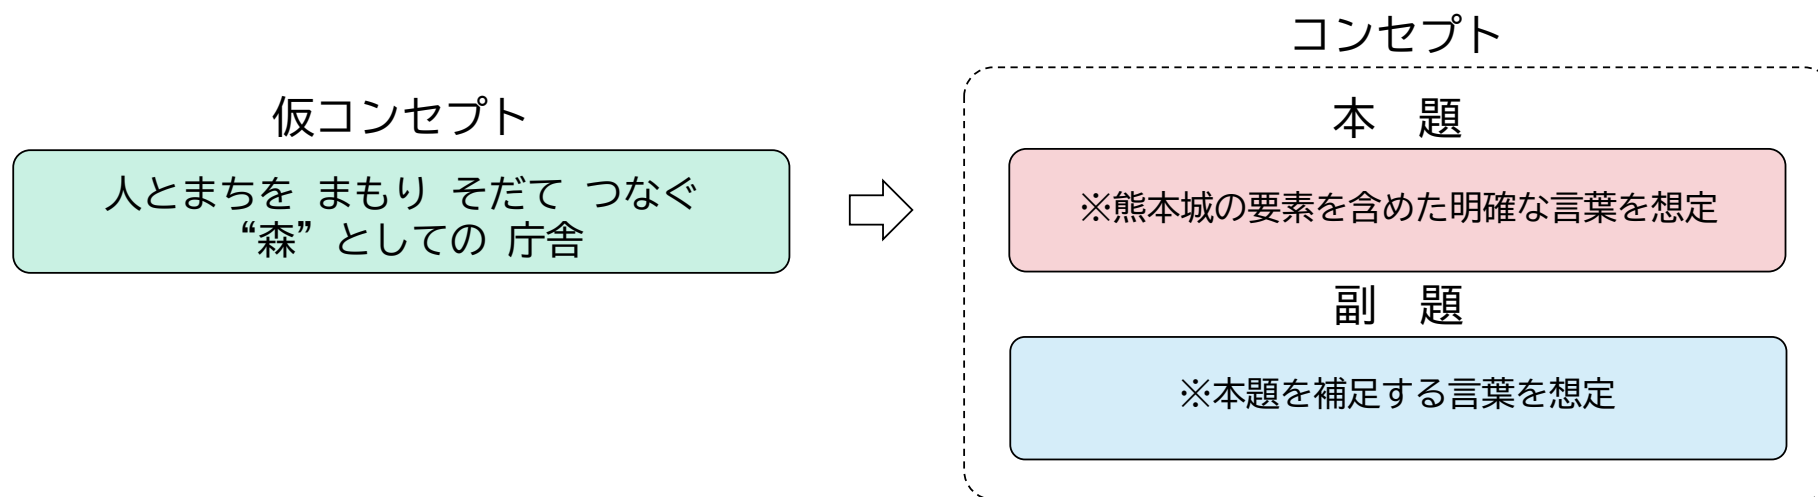 仮コンセプト
人とまちを まもり そだて つなぐ
“森” としての 庁舎
コンセプト
本　題
※熊本城の要素を含めた明確な言葉を想定
副　題
※本題を補足する言葉を想定